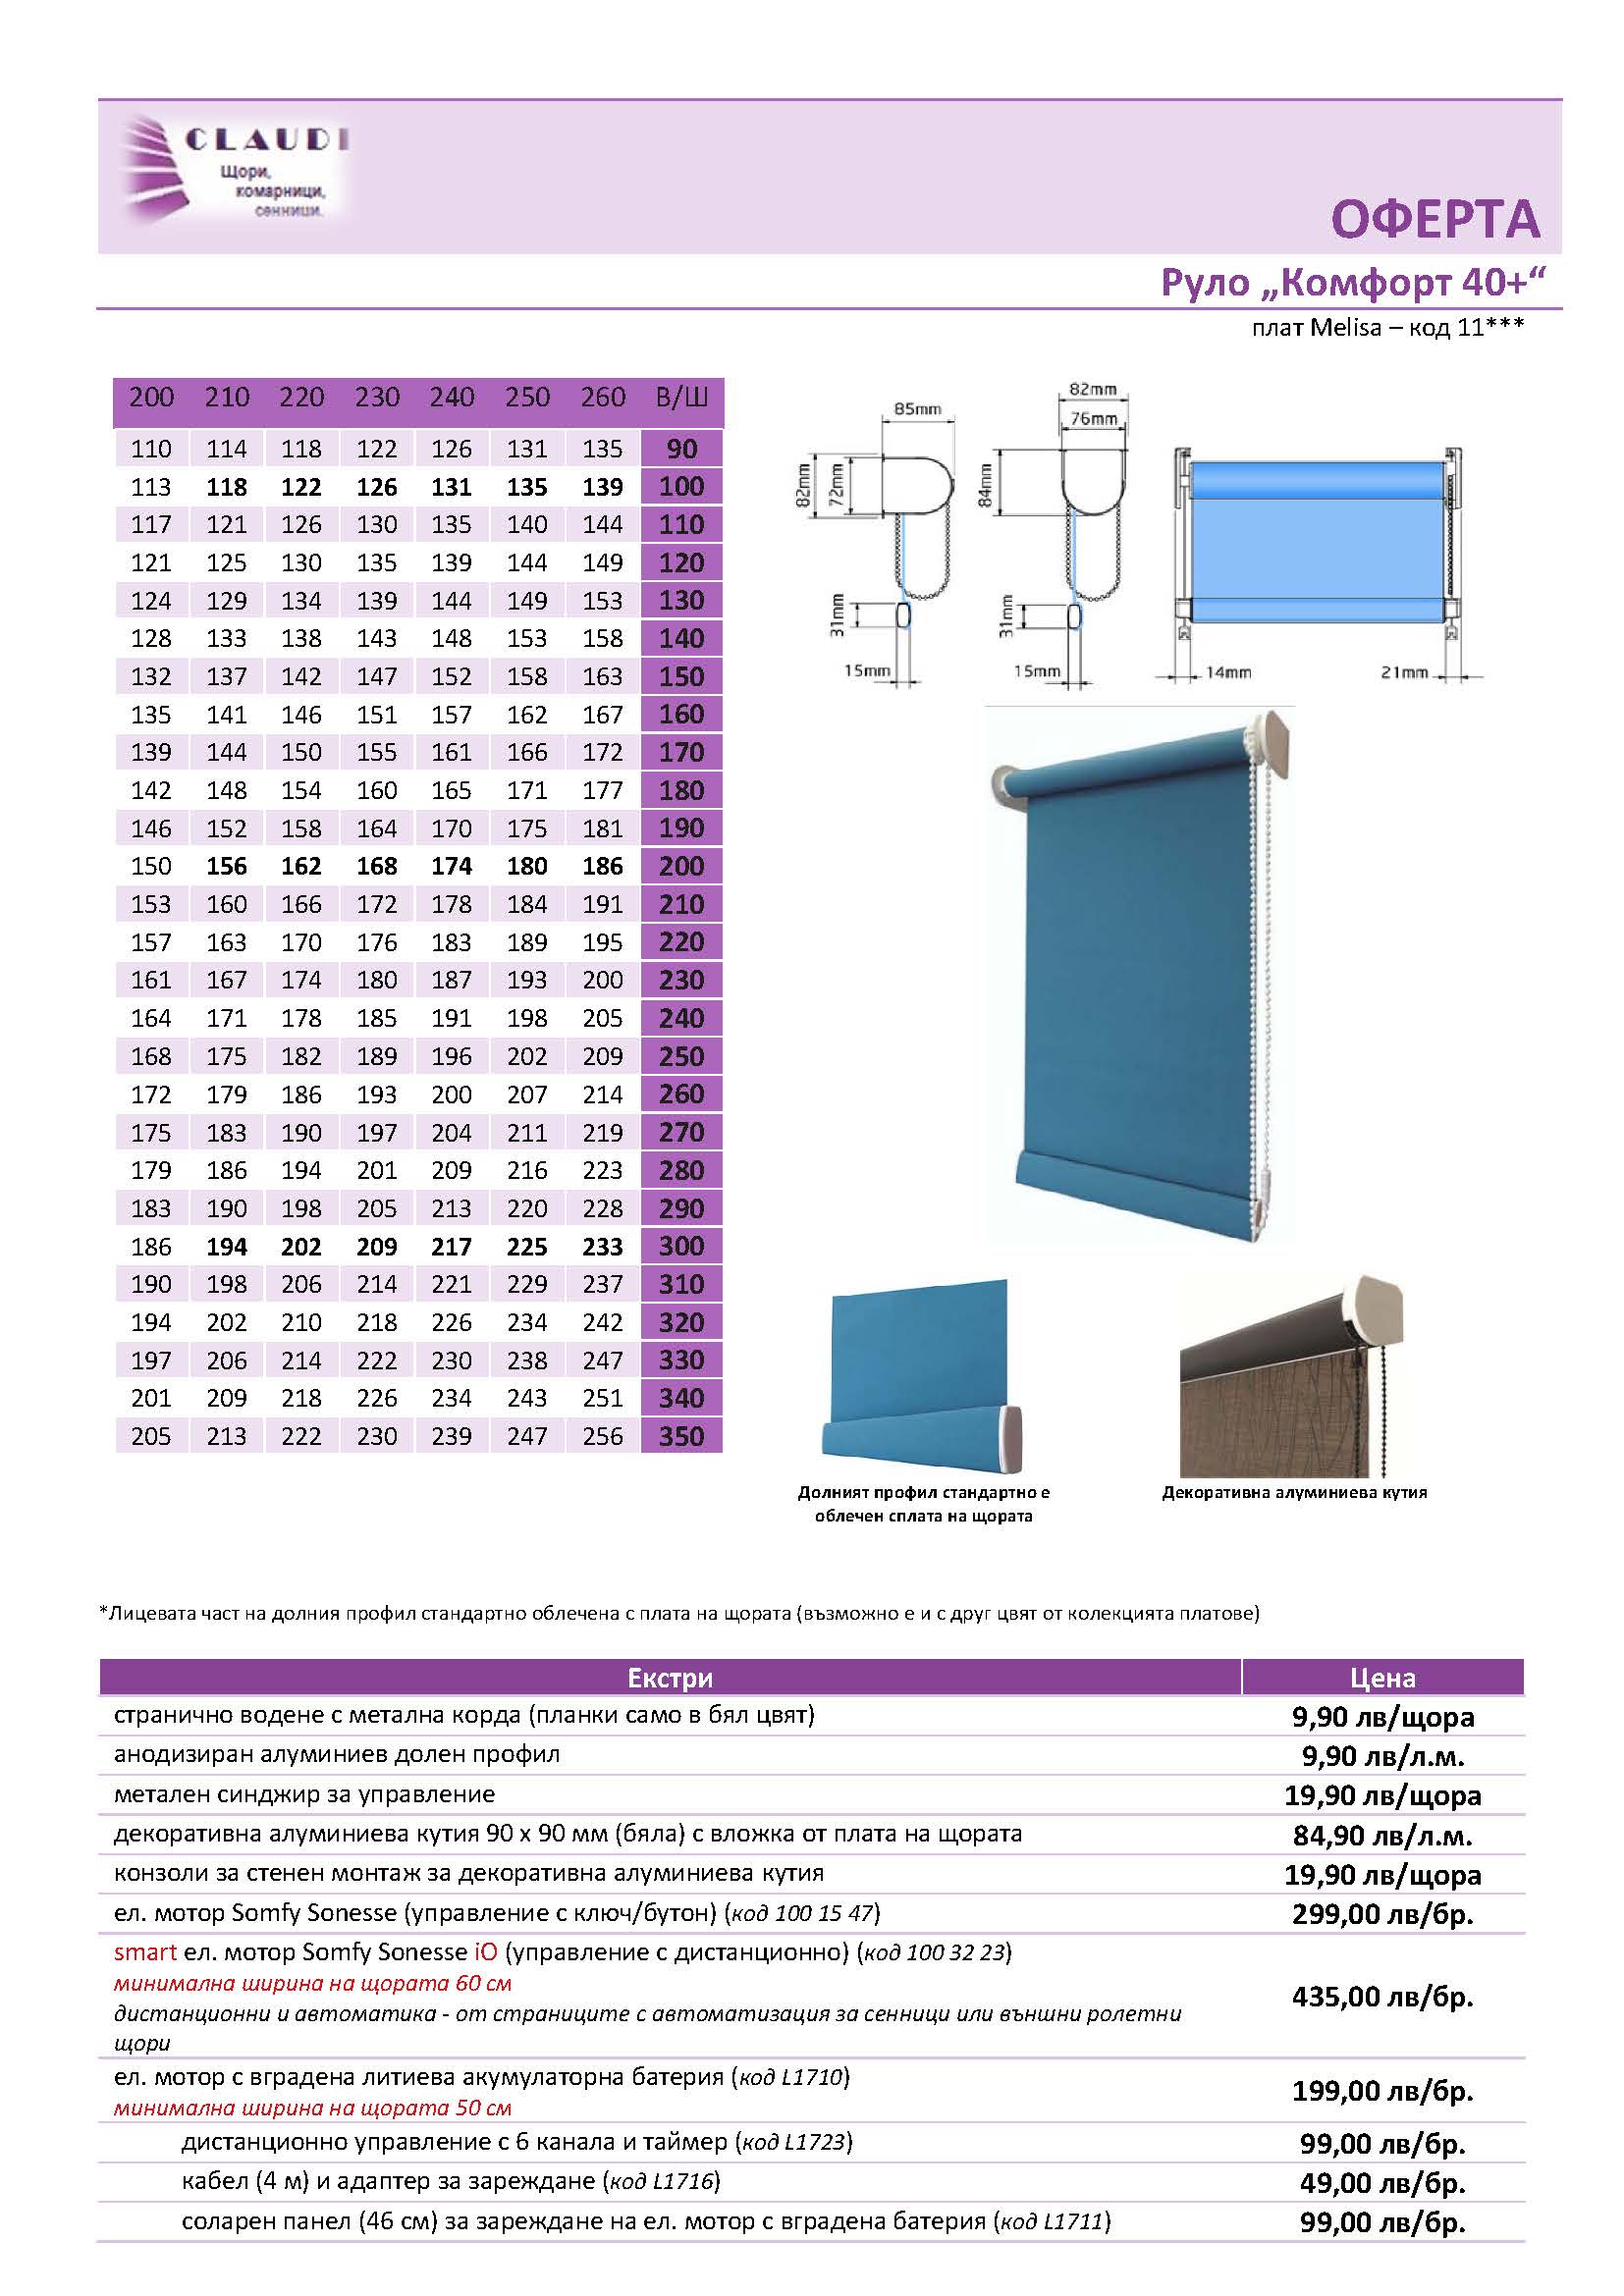 CLAUDI
Щори,
комарници,
сенници.
ОФЕРТА
Руло „Комфорт 40+“
плат Melisa – код 11***
200 210 220 230 240 250 260 В/Ш
110 114 118 122 126 131 135 90
113 118 122 126 131 135 139 100
117 121 126 130 135 140 144 110
121 125 130 135 139 144 149 120
124 129 134 139 144 149 153 130
128 133 138 143 148 153 158 140
132 137 142 147 152 158 163 150
135 141 146 151 157 162 167 160
139 144 150 155 161 166 172 170
142 148 154 160 165 171 177 180
146 152 158 164 170 175 181 190
150 156 162 168 174 180 186 200
153 160 166 172 178 184 191 210
157 163 170 176 183 189 195 220
161 167 174 180 187 193 200 230
164 171 178 185 191 198 205 240
168 175 182 189 196 202 209 250
172 179 186 193 200 207 214 260
175 183 190 197 204 211 219 270
179 186 194 201 209 216 223 280
183 190 198 205 213 220 228 290
186 194 202 209 217 225 233 300
190 198 206 214 221 229 237 310
194 202 210 218 226 234 242 320
197 206 214 222 230 238 247 330
201 209 218 226 234 243 251 340
205 213 222 230 239 247 256 350
82mm
85mm
76mm
82mm
72mm
84mm
31mm
31mm
15mm
15mm
14mm
21mm
Долният профил стандартно е
облечен сплата на щората
Декоративна алуминиева кутия
*Лицевата част на долния профил стандартно облечена с плата на щората (възможно е и с друг цвят от колекцията платове)
Екстри Цена
странично водене с метална корда (планки само в бял цвят) 9,90 лв/щора
анодизиран алуминиев долен профил 9,90 лв/л.м.
метален синджир за управление 19,90 лв/щора
декоративна алуминиева кутия 90 х 90 мм (бяла) с вложка от плата на щората 84,90 лв/л.м.
конзоли за стенен монтаж за декоративна алуминиева кутия 19,90 лв/щора
ел. мотор Somfy Sonesse (управление с ключ/бутон) (код 100 15 47) 299,00 лв/бр.
smart ел. мотор Somfy Sonesse iO (управление с дистанционно) (код 100 32 23)
минимална ширина на щората 60 см
435,00 лв/бр.
дистанционни и автоматика - от страниците с автоматизация за сенници или външни ролетни
щори
ел. мотор с вградена литиева акумулаторна батерия (код L1710)
199,00 лв/бр.
минимална ширина на щората 50 см
дистанционно управление с 6 канала и таймер (код L1723) 99,00 лв/бр.
кабел (4 м) и адаптер за зареждане (код L1716) 49,00 лв/бр.
соларен панел (46 см) за зареждане на ел. мотор с вградена батерия (код L1711) 99,00 лв/бр.